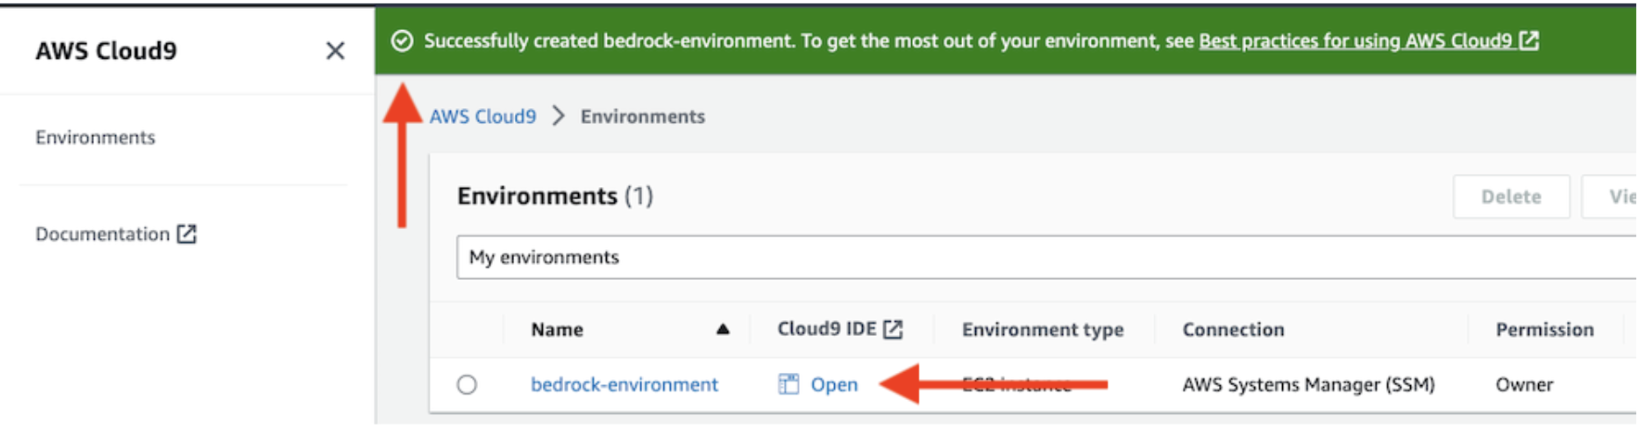 AWS Cloud9
Successfully created bedrock-environment. To get the most out of your environment, see Best practices for using AWS Cloud9
Environments
Documentation
AWS Cloud9 > Environments
Environments (1)
Delete
Vie
My environments
Name Cloud9 IDE Environment type Connection Permission
bedrock-environment Open EC2 instance AWS Systems Manager (SSM) Owner